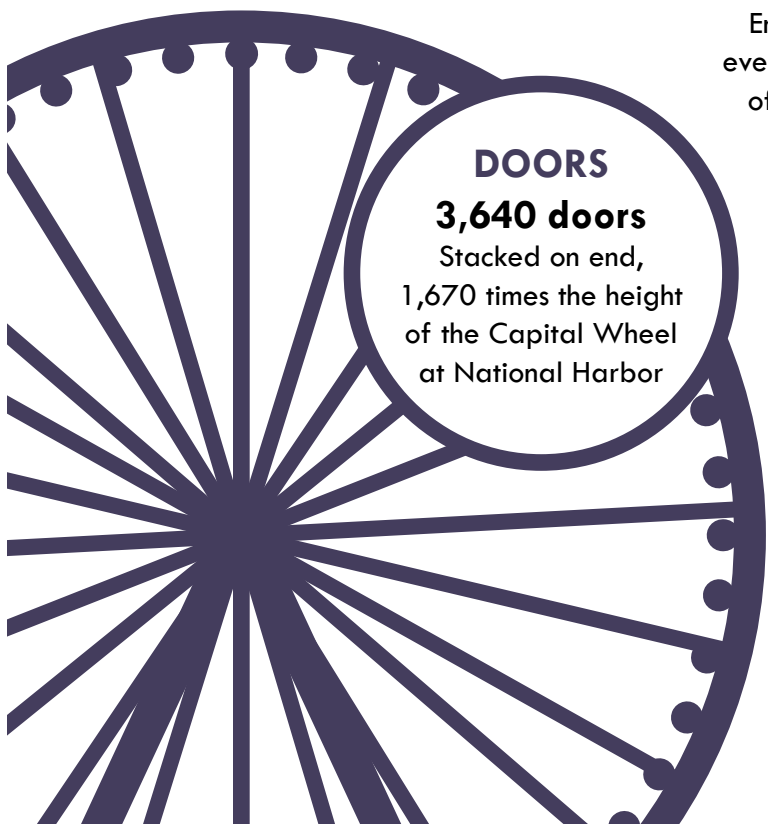 DOORS
3,640 doors
Stacked on end,
1,670 times the height
of the Capital Wheel
at National Harbor